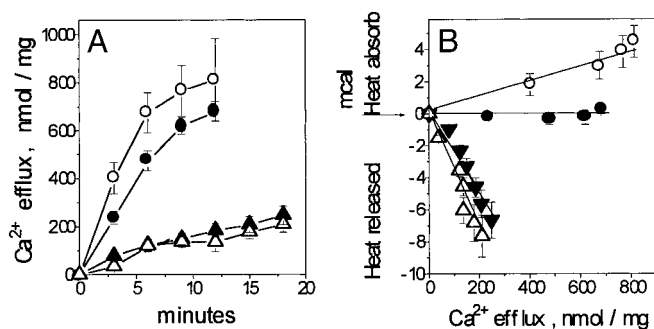 A
B
Ca2+ efflux, nmol / mg
1000
800
600
400
200
0
0 5 10 15 20
minutes
mcal
Heat absorb
Heat released
4
2
0
-2
-4
-6
-8
-10
0 200 400 600 800
Ca2+ efflux, nmol / mg